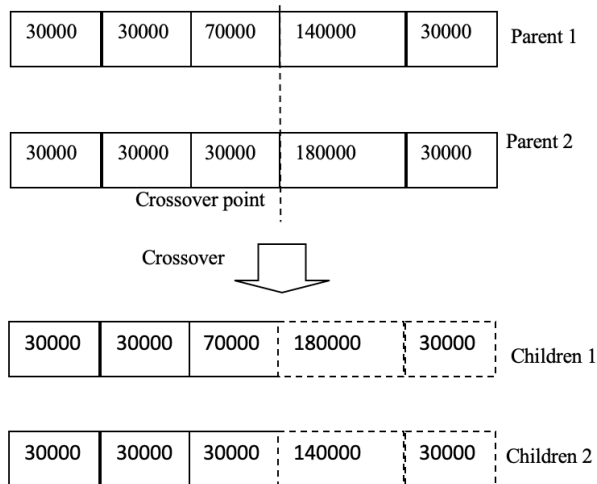 30000 30000 70000 140000 30000 Parent 1
30000 30000 30000 180000 30000 Parent 2
Crossover point
Crossover
30000 30000 70000 180000 30000 Children 1
30000 30000 30000 140000 30000 Children 2